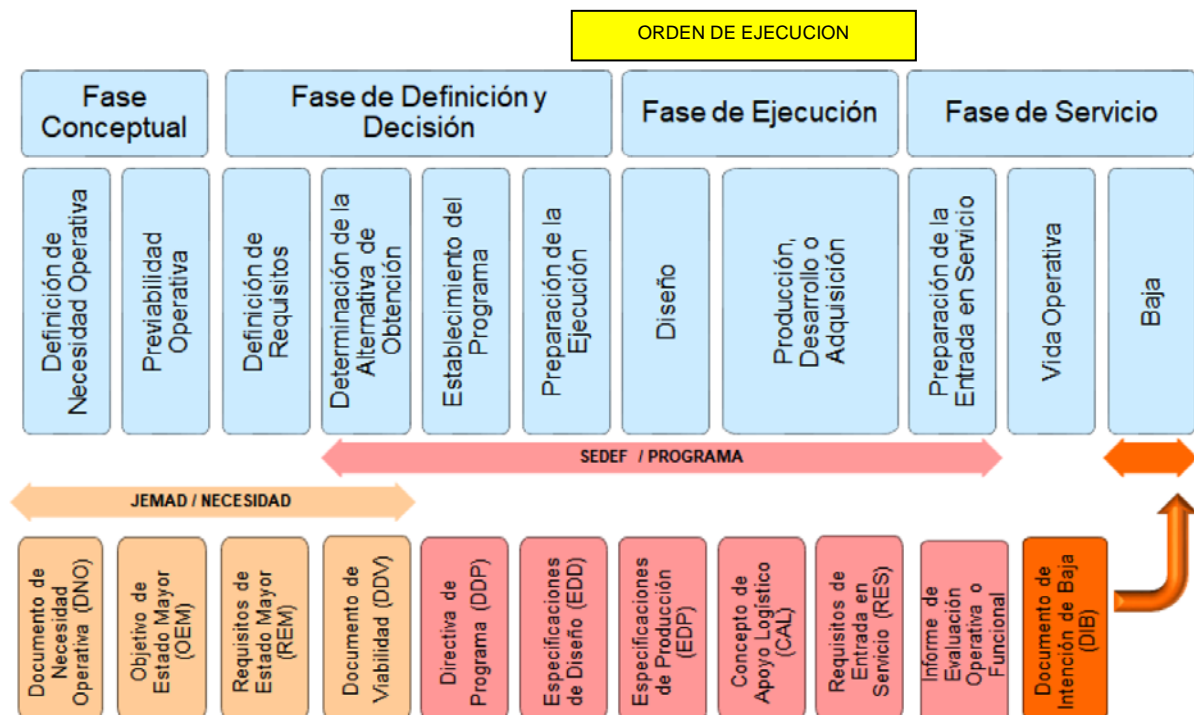 ORDEN DE EJECUCION
Fase
Conceptual
Fase de Definición y
Decisión
Fase de Ejecución
Fase de Servicio
Definición de
Necesidad Operativa
Previabilidad
Operativa
Definición de
Requisitos
Determinación de la
Alternativa de
Obtención
Establecimiento del
Programa
Preparación de la
Ejecución
Diseño
Producción,
Desarrollo o
Adquisición
Preparación de la
Entrada en Servicio
Vida Operativa
Baja
SEDEF / PROGRAMA
JEMAD / NECESIDAD
Documento de
Necesidad
Operativa (DNO)
Objetivo de
Estado Mayor
(OEM)
Requisitos de
Estado Mayor
(REM)
Documento de
Viabilidad (DDV)
Directiva de
Programa (DDP)
Especificaciones
de Diseño (EDD)
Especificaciones
de Producción
(EDP)
Concepto de
Apoyo Logístico
(CAL)
Requisitos de
Entrada en
Servicio (RES)
Informe de
Evaluación
Operativa o
Funcional
Documento de
Intención de Baja
(DIB)